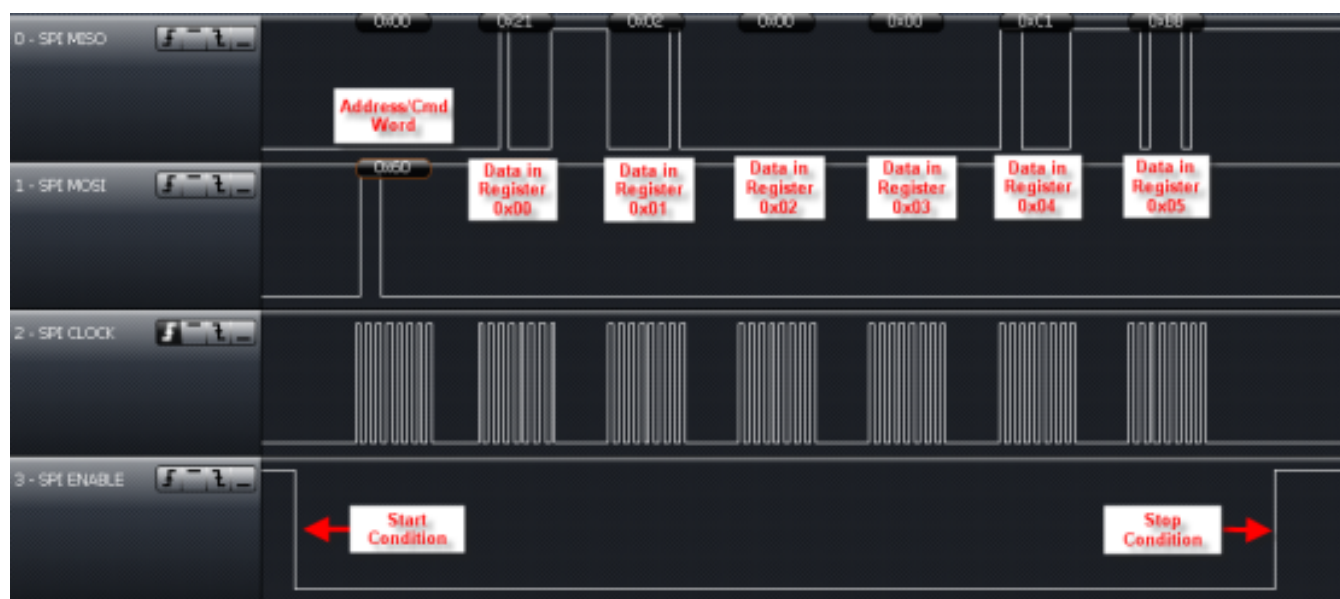 0x00 0x21 0x02 0x00 0x00 0xC1 0xBB
0 - SPI MISO
Address/Cmd
Word
0x60
1 - SPI MOSI
Data in
Register
0x00
Data in
Register
0x01
Data in
Register
0x02
Data in
Register
0x03
Data in
Register
0x04
Data in
Register
0x05
2 - SPI CLOCK
3 - SPI ENABLE
Start
Condition
Stop
Condition